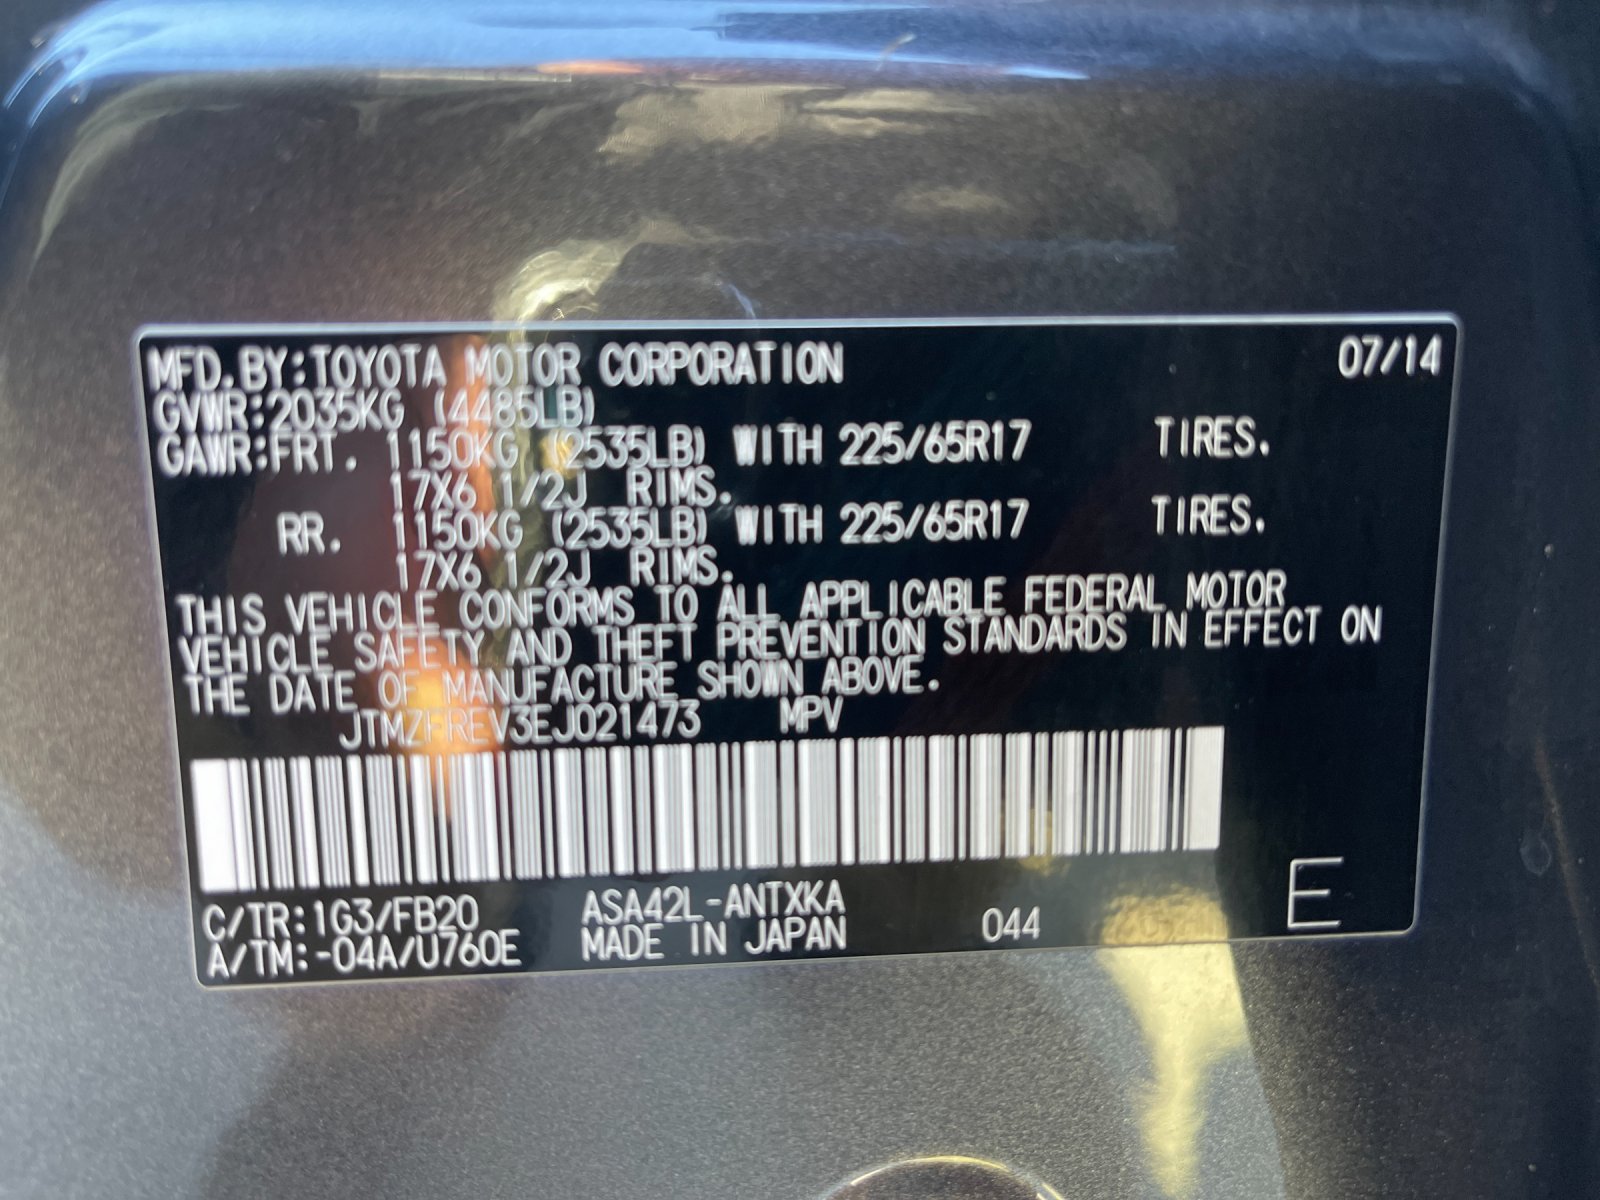 MFD.BY:TOYOTA MOTOR CORPORATION 07/14
GVWR:2035KG (4485LB)
GAWR:FRT. 1150KG (2535LB) WITH 225/65R17 TIRES.
17X6 1/2J RIMS.
RR. 1150KG (2535LB) WITH 225/65R17 TIRES.
17X6 1/2J RIMS.
THIS VEHICLE CONFORMS TO ALL APPLICABLE FEDERAL MOTOR
VEHICLE SAFETY AND THEFT PREVENTION STANDARDS IN EFFECT ON
THE DATE OF MANUFACTURE SHOWN ABOVE.
JTMZFREV3EJ021473 MPV
C/TR:1G3/FB20 ASA42L-ANTXKA
A/TM:-04A/U760E MADE IN JAPAN 044 E